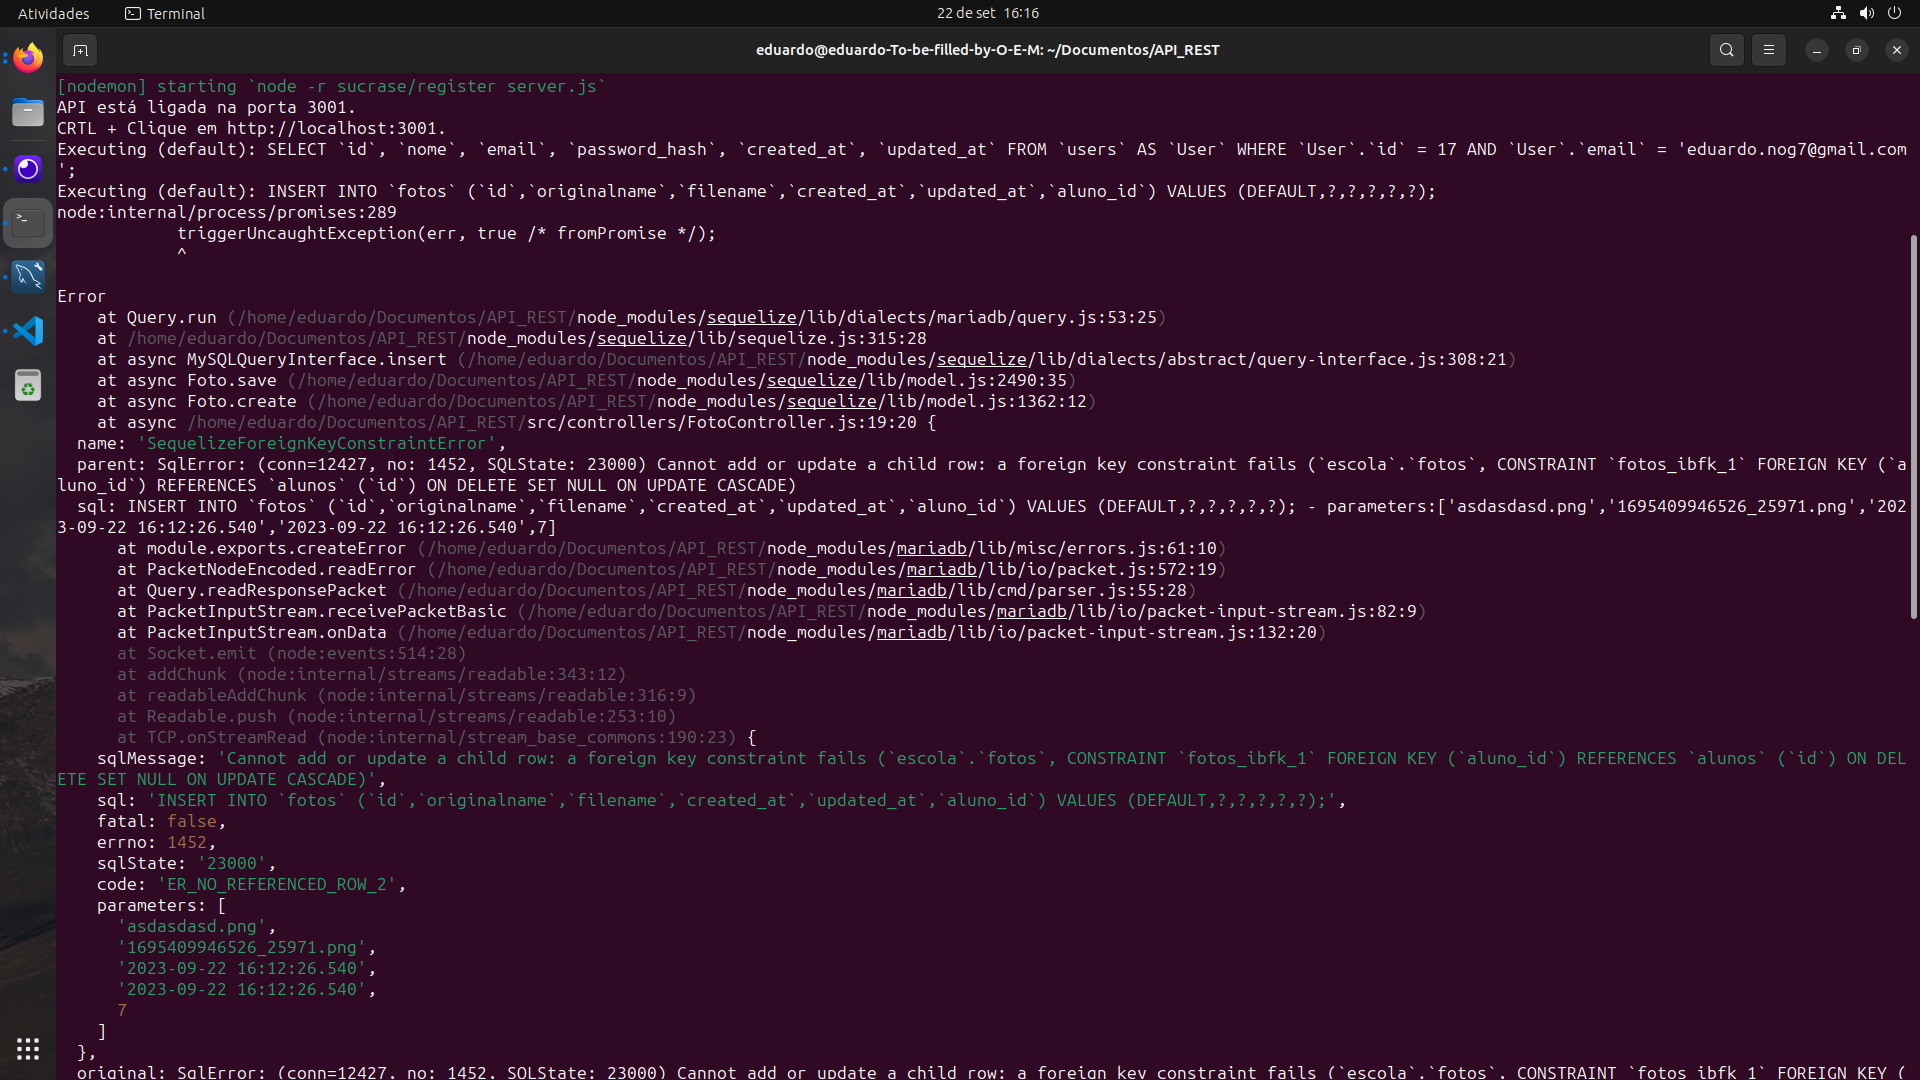 Atividades
Terminal
22 de set 16:16
eduardo@eduardo-To-be-filled-by-O-E-M: ~/Documentos/API_REST
[nodemon] starting `node -r sucrase/register server.js`
API está ligada na porta 3001.
CRTL + Clique em http://localhost:3001.
Executing (default): SELECT `id`, `nome`, `email`, `password_hash`, `created_at`, `updated_at` FROM `users` AS `User` WHERE `User`.`id` = 17 AND `User`.`email` = 'eduardo.nog7@gmail.com
';
Executing (default): INSERT INTO `fotos` (`id`,`originalname`,`filename`,`created_at`,`updated_at`,`aluno_id`) VALUES (DEFAULT,?,?,?,?,?);
node:internal/process/promises:289
            triggerUncaughtException(err, true /* fromPromise */);
            ^
Error
    at Query.run (/home/eduardo/Documentos/API_REST/node_modules/sequelize/lib/dialects/mariadb/query.js:53:25)
    at /home/eduardo/Documentos/API_REST/node_modules/sequelize/lib/sequelize.js:315:28
    at async MySQLQueryInterface.insert (/home/eduardo/Documentos/API_REST/node_modules/sequelize/lib/dialects/abstract/query-interface.js:308:21)
    at async Foto.save (/home/eduardo/Documentos/API_REST/node_modules/sequelize/lib/model.js:2490:35)
    at async Foto.create (/home/eduardo/Documentos/API_REST/node_modules/sequelize/lib/model.js:1362:12)
    at async /home/eduardo/Documentos/API_REST/src/controllers/FotoController.js:19:20 {
  name: 'SequelizeForeignKeyConstraintError',
  parent: SqlError: (conn=12427, no: 1452, SQLState: 23000) Cannot add or update a child row: a foreign key constraint fails (`escola`.`fotos`, CONSTRAINT `fotos_ibfk_1` FOREIGN KEY (`a
luno_id`) REFERENCES `alunos` (`id`) ON DELETE SET NULL ON UPDATE CASCADE)
  sql: INSERT INTO `fotos` (`id`,`originalname`,`filename`,`created_at`,`updated_at`,`aluno_id`) VALUES (DEFAULT,?,?,?,?,?); - parameters:['asdasdasd.png','1695409946526_25971.png','202
3-09-22 16:12:26.540','2023-09-22 16:12:26.540',7]
      at module.exports.createError (/home/eduardo/Documentos/API_REST/node_modules/mariadb/lib/misc/errors.js:61:10)
      at PacketNodeEncoded.readError (/home/eduardo/Documentos/API_REST/node_modules/mariadb/lib/io/packet.js:572:19)
      at Query.readResponsePacket (/home/eduardo/Documentos/API_REST/node_modules/mariadb/lib/cmd/parser.js:55:28)
      at PacketInputStream.receivePacketBasic (/home/eduardo/Documentos/API_REST/node_modules/mariadb/lib/io/packet-input-stream.js:82:9)
      at PacketInputStream.onData (/home/eduardo/Documentos/API_REST/node_modules/mariadb/lib/io/packet-input-stream.js:132:20)
      at Socket.emit (node:events:514:28)
      at addChunk (node:internal/streams/readable:343:12)
      at readableAddChunk (node:internal/streams/readable:316:9)
      at Readable.push (node:internal/streams/readable:253:10)
      at TCP.onStreamRead (node:internal/stream_base_commons:190:23) {
    sqlMessage: 'Cannot add or update a child row: a foreign key constraint fails (`escola`.`fotos`, CONSTRAINT `fotos_ibfk_1` FOREIGN KEY (`aluno_id`) REFERENCES `alunos` (`id`) ON DEL
ETE SET NULL ON UPDATE CASCADE)',
    sql: 'INSERT INTO `fotos` (`id`,`originalname`,`filename`,`created_at`,`updated_at`,`aluno_id`) VALUES (DEFAULT,?,?,?,?,?);',
    fatal: false,
    errno: 1452,
    sqlState: '23000',
    code: 'ER_NO_REFERENCED_ROW_2',
    parameters: [
      'asdasdasd.png',
      '1695409946526_25971.png',
      '2023-09-22 16:12:26.540',
      '2023-09-22 16:12:26.540',
      7
    ]
  },
  original: SqlError: (conn=12427, no: 1452, SQLState: 23000) Cannot add or update a child row: a foreign key constraint fails (`escola`.`fotos`, CONSTRAINT `fotos_ibfk_1` FOREIGN KEY (